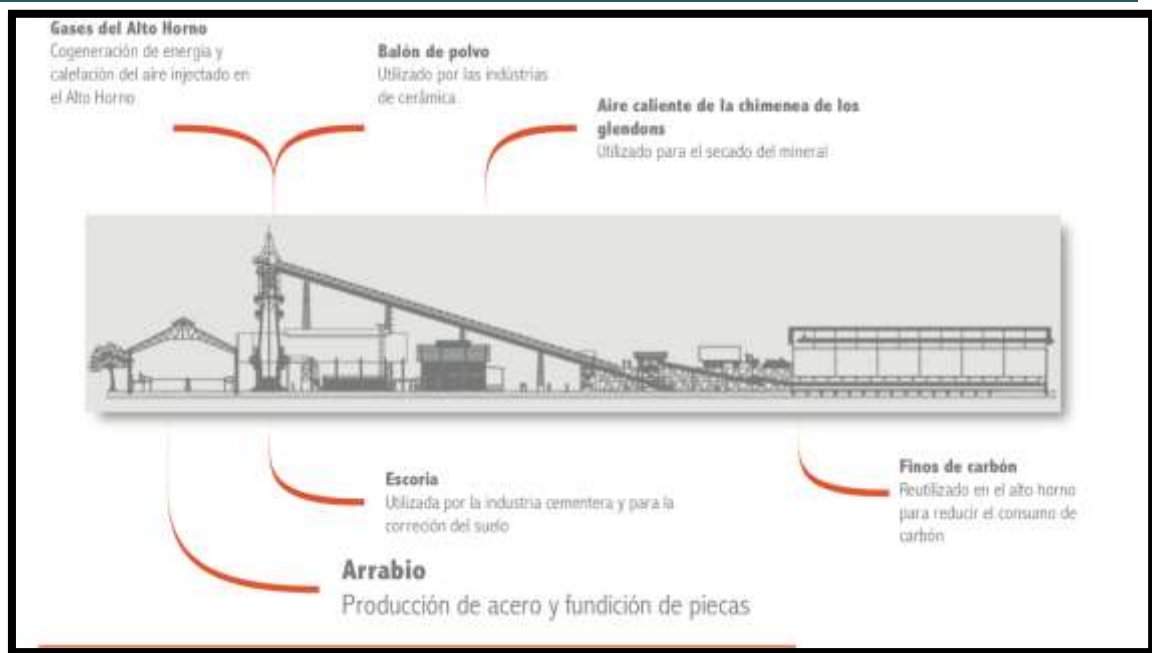 Gases del Alto Horno
Cogeneración de energia y
calefación del aire injectado en
el Alto Horno
Balón de polvo
Utilizado por las indústrias
de cerâmica
Aire caliente de la chimenea de los
glendons
Utilizado para el secado del mineral
Escoria
Utilizada por la industria cementera y para la
correción del suelo
Finos de carbón
Reutilizado en el alto horno
para reducir el consumo de
carbón
Arrabio
Producción de acero y fundición de piecas